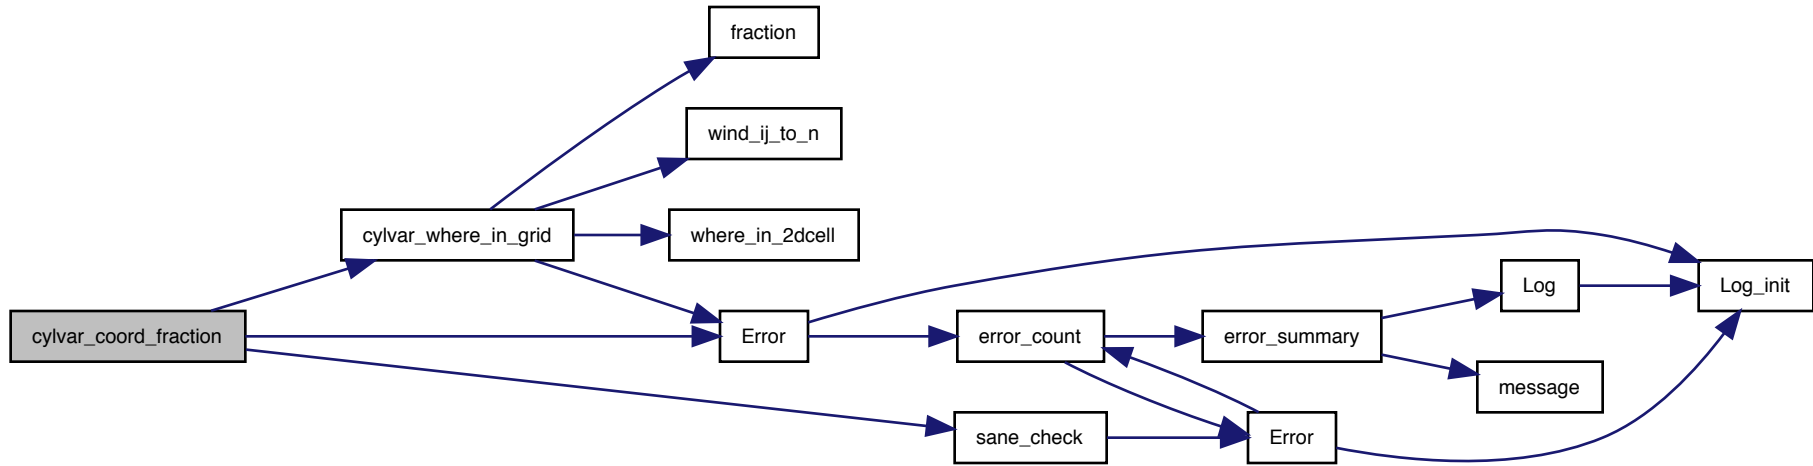 fraction
wind_ij_to_n
cylvar_where_in_grid
where_in_2dcell
Log
Log_init
cylvar_coord_fraction
Error
error_count
error_summary
message
sane_check
Error